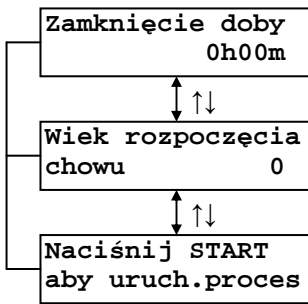 Zamknięcie doby
0h00m
↑↓
Wiek rozpoczęcia
chowu 0
↑↓
Naciśnij START
aby uruch.proces